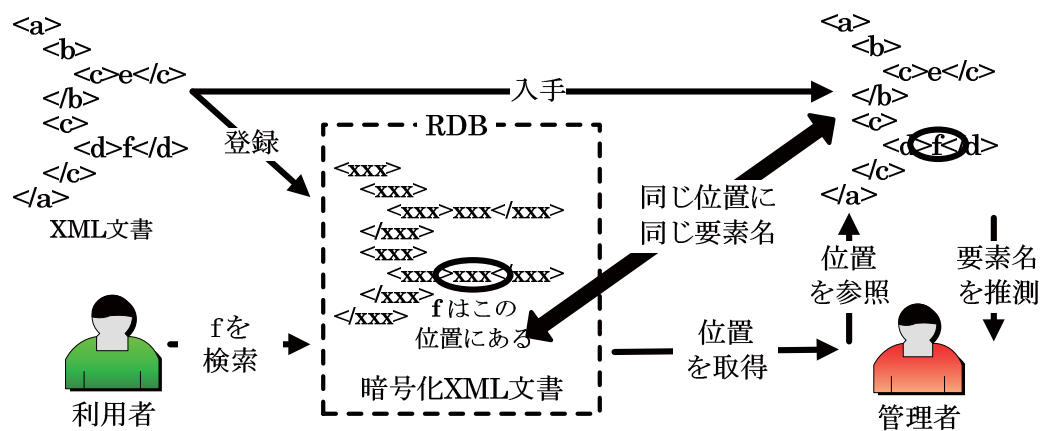 <a>
<b>
<c>e</c>
</b>
<c>
<d>f</d>
</c>
</a>
XML文書
登録
入手
RDB
<xxx>
<xxx>
<xxx>xxx</xxx>
</xxx>
<xxx>
<xxx>xxx</xxx>
</xxx>
</xxx>
fはこの
位置にある
暗号化XML文書
同じ位置に
同じ要素名
<a>
<b>
<c>e</c>
</b>
<c>
<d>f</d>
</c>
</a>
位置
を参照
要素名
を推測
fを
検索
利用者
位置
を取得
管理者